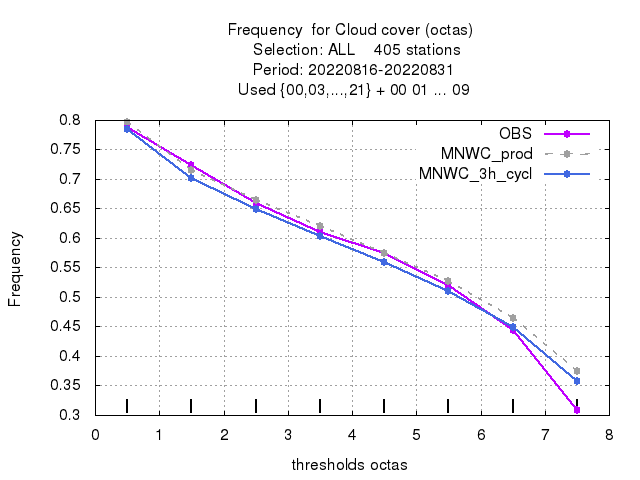 Frequency  for Cloud cover (octas)
Selection: ALL    405 stations
Period: 20220816-20220831
Used {00,03,...,21} + 00 01 ... 09
OBS
MNWC_prod
MNWC_3h_cycl
Frequency
0.8
0.75
0.7
0.65
0.6
0.55
0.5
0.45
0.4
0.35
0.3
0 1 2 3 4 5 6 7 8
thresholds octas